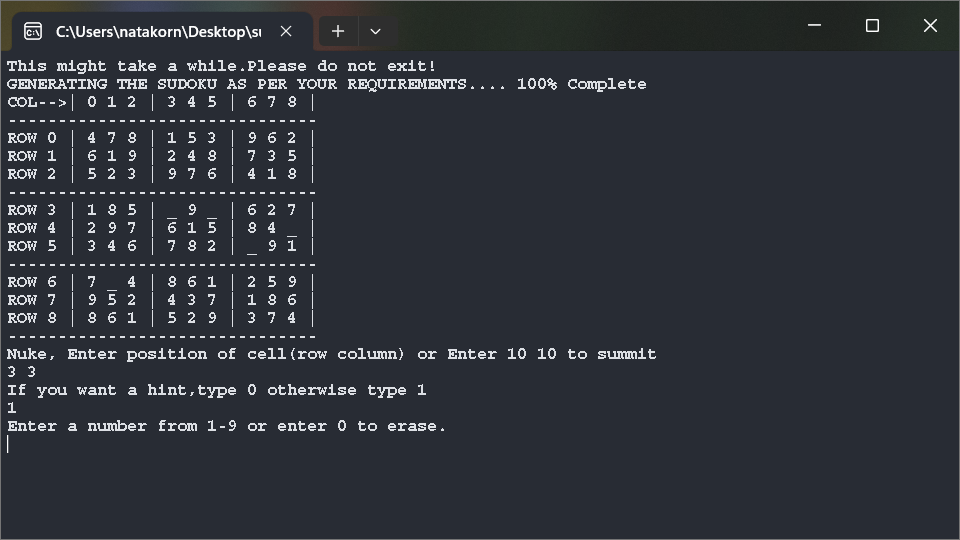 C:\Users\natakorn\Desktop\su
This might take a while.Please do not exit!
GENERATING THE SUDOKU AS PER YOUR REQUIREMENTS.... 100% Complete
COL-->| 0 1 2 | 3 4 5 | 6 7 8 |
-------------------------------
ROW 0 | 4 7 8 | 1 5 3 | 9 6 2 |
ROW 1 | 6 1 9 | 2 4 8 | 7 3 5 |
ROW 2 | 5 2 3 | 9 7 6 | 4 1 8 |
-------------------------------
ROW 3 | 1 8 5 | _ 9 _ | 6 2 7 |
ROW 4 | 2 9 7 | 6 1 5 | 8 4 _ |
ROW 5 | 3 4 6 | 7 8 2 | _ 9 1 |
-------------------------------
ROW 6 | 7 _ 4 | 8 6 1 | 2 5 9 |
ROW 7 | 9 5 2 | 4 3 7 | 1 8 6 |
ROW 8 | 8 6 1 | 5 2 9 | 3 7 4 |
-------------------------------
Nuke, Enter position of cell(row column) or Enter 10 10 to summit
3 3
If you want a hint,type 0 otherwise type 1
1
Enter a number from 1-9 or enter 0 to erase.